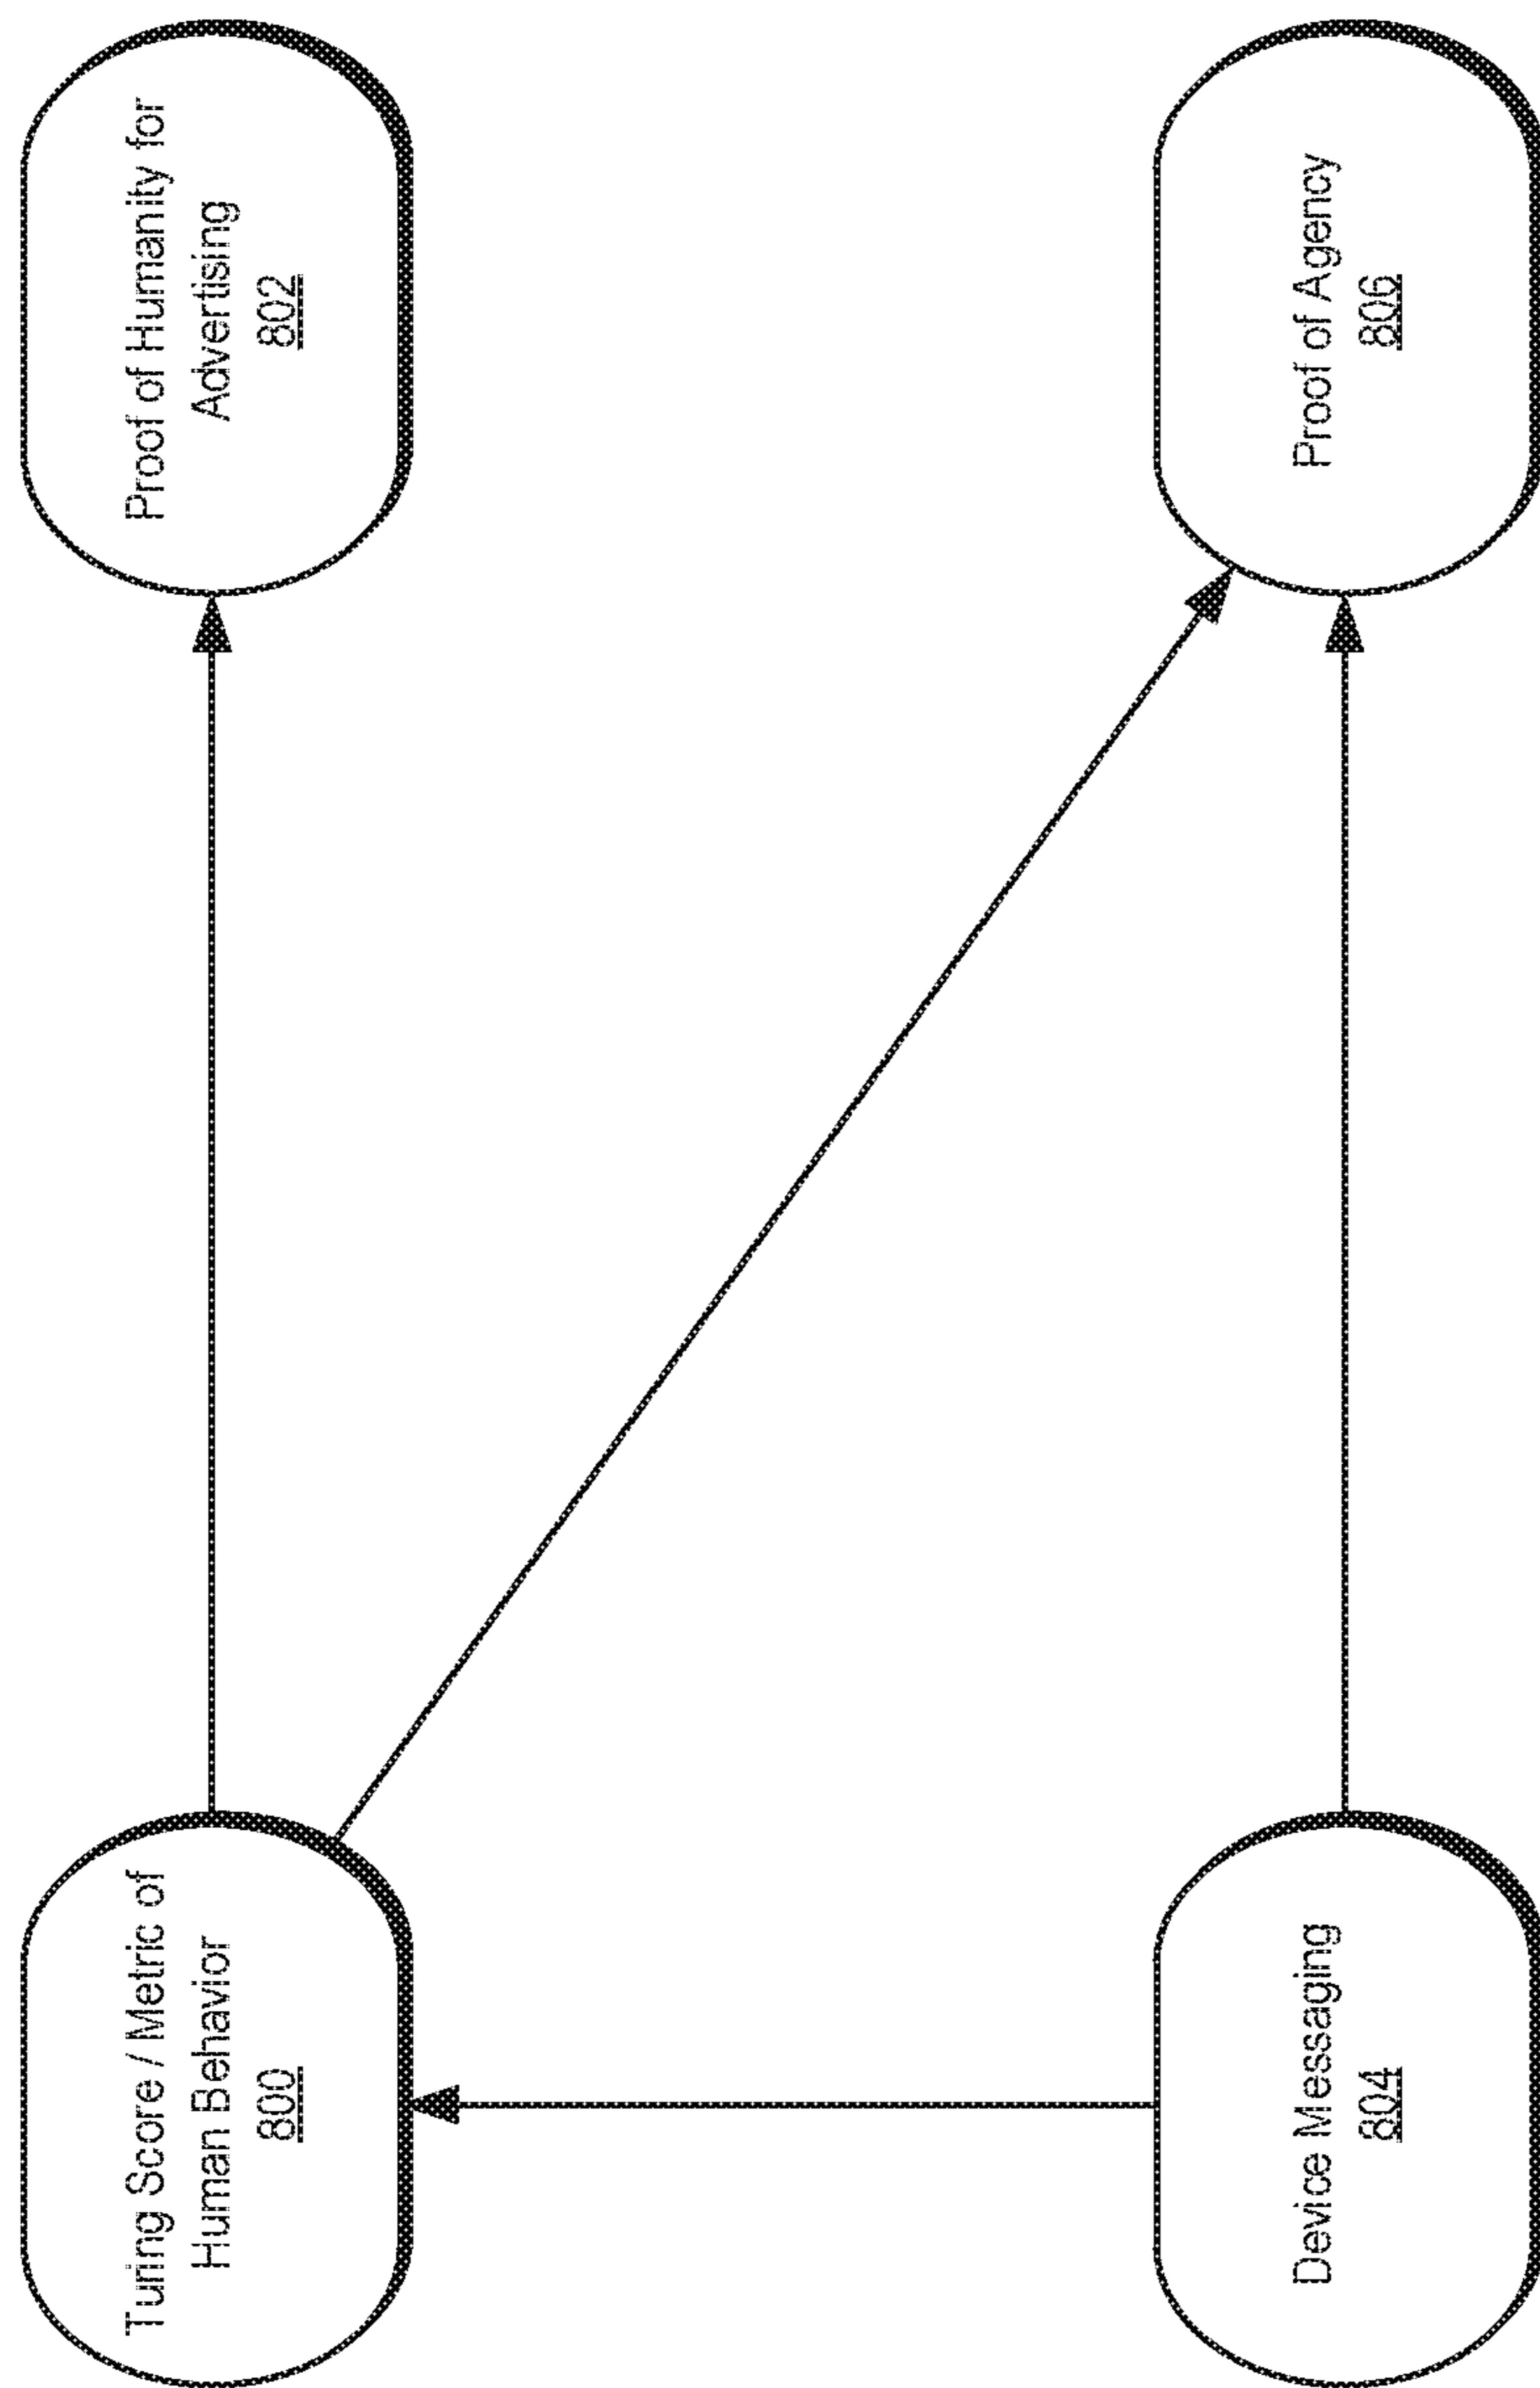 Turing Score / Metric of
Human Behavior
800
Proof of Humanity for
Advertising
802
Device Messaging
804
Proof of Agency
806